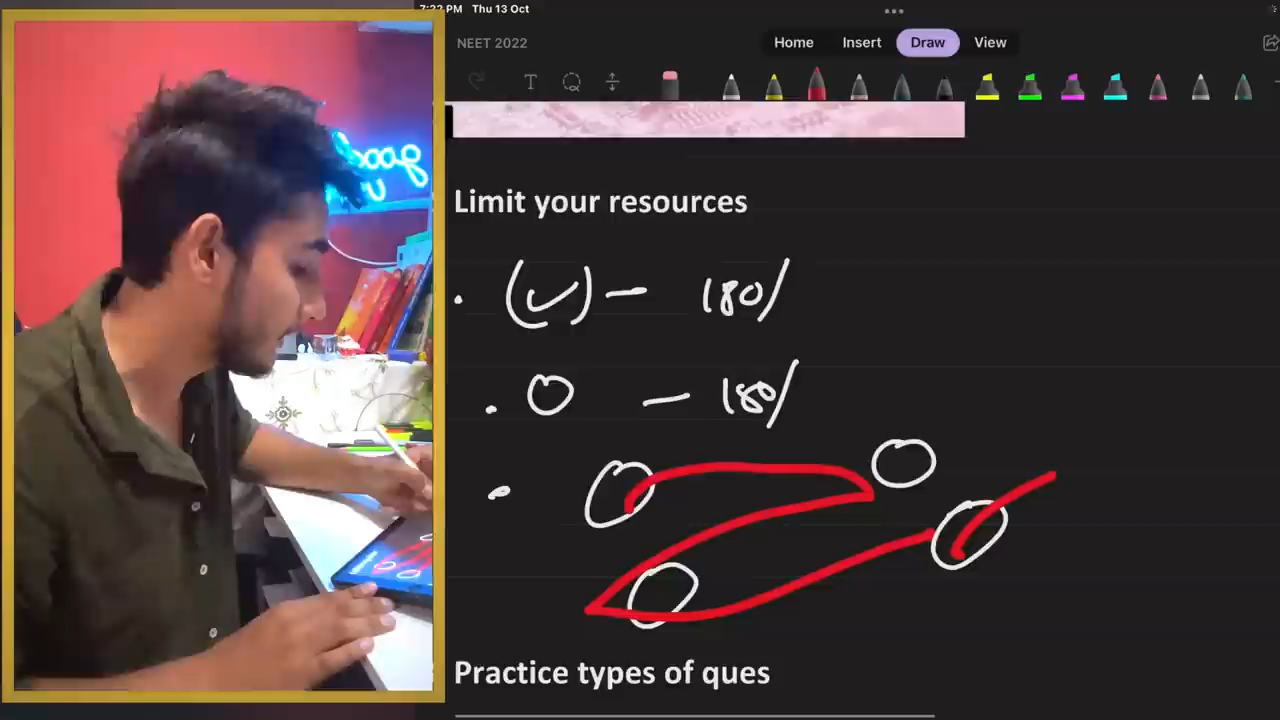 7:22 PM Thu 13 Oct
NEET 2022
Home Insert Draw View
T
Limit your resources
. (✓) – 180/
. O – 180/
Practice types of ques